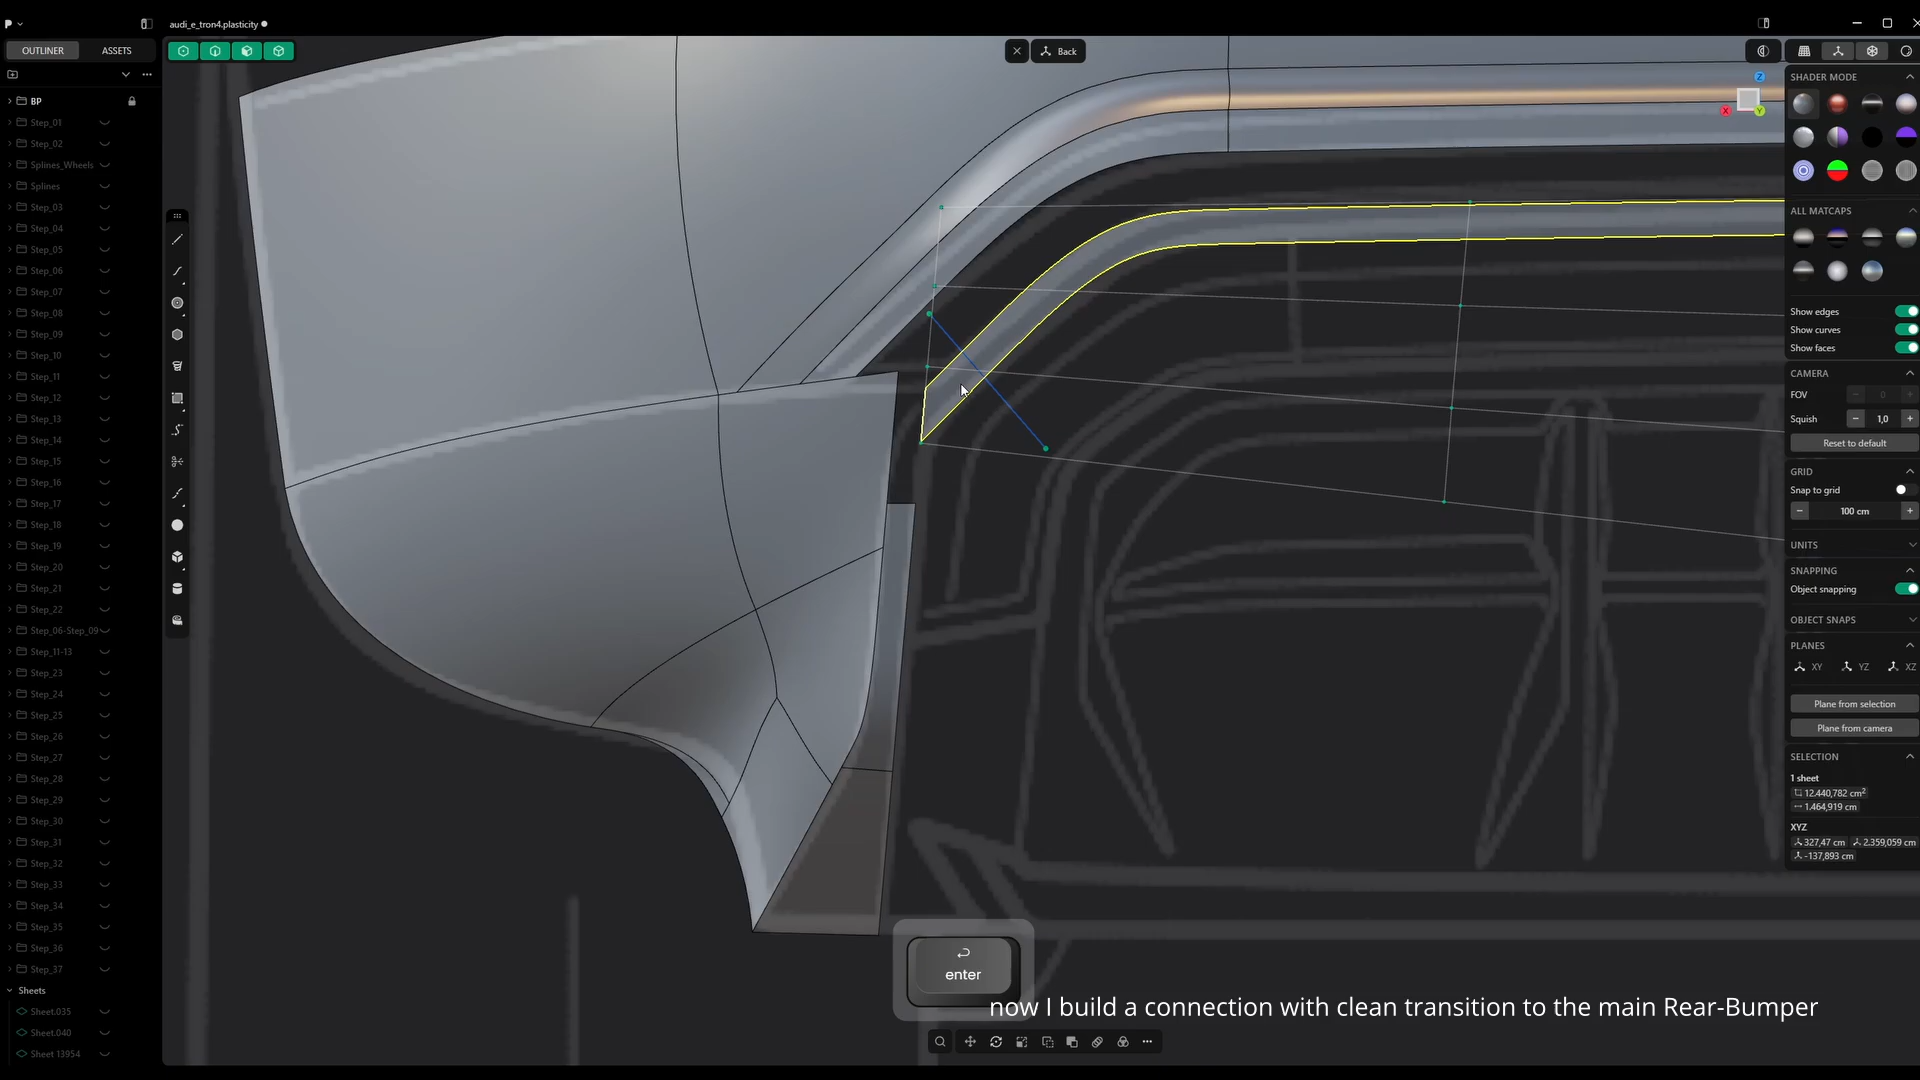 audi_e_tron4.plasticity
OUTLINER
ASSETS
Back
BP
Step_01
Step_02
Splines_Wheels
Splines
Step_03
Step_04
Step_05
Step_06
Step_07
Step_08
Step_09
Step_10
Step_11
Step_12
Step_13
Step_14
Step_15
Step_16
Step_17
Step_18
Step_19
Step_20
Step_21
Step_22
Step_06-Step_09
Step_11-13
Step_23
Step_24
Step_25
Step_26
Step_27
Step_28
Step_29
Step_30
Step_31
Step_32
Step_33
Step_34
Step_35
Step_36
Step_37
Sheets
Sheet.035
Sheet.040
Sheet 13954
Z
X
Y
SHADER MODE
ALL MATCAPS
Show edges
Show curves
Show faces
CAMERA
FOV
0
Squish
1,0
Reset to default
GRID
Snap to grid
100 cm
UNITS
SNAPPING
Object snapping
OBJECT SNAPS
PLANES
XY YZ XZ
Plane from selection
Plane from camera
SELECTION
1 sheet
12.440,782 cm²
1.464,919 cm
XYZ
327,47 cm 2.359,059 cm
-137,893 cm
enter
now I build a connection with clean transition to the main Rear-Bumper